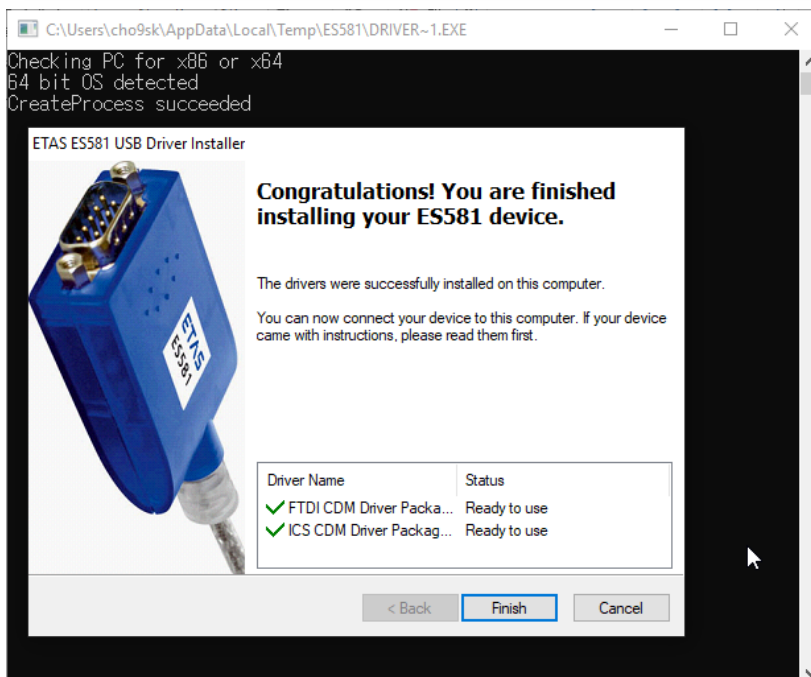 C:\Users\cho9sk\AppData\Local\Temp\ES581\DRIVER~1.EXE
Checking PC for x86 or x64
64 bit OS detected
CreateProcess succeeded
ETAS ES581 USB Driver Installer
Congratulations! You are finished
installing your ES581 device.
The drivers were successfully installed on this computer.
You can now connect your device to this computer. If your device
came with instructions, please read them first.
ETAS
ES581
Driver Name Status
FTDI CDM Driver Packa... Ready to use
ICS CDM Driver Packag... Ready to use
< Back Finish Cancel